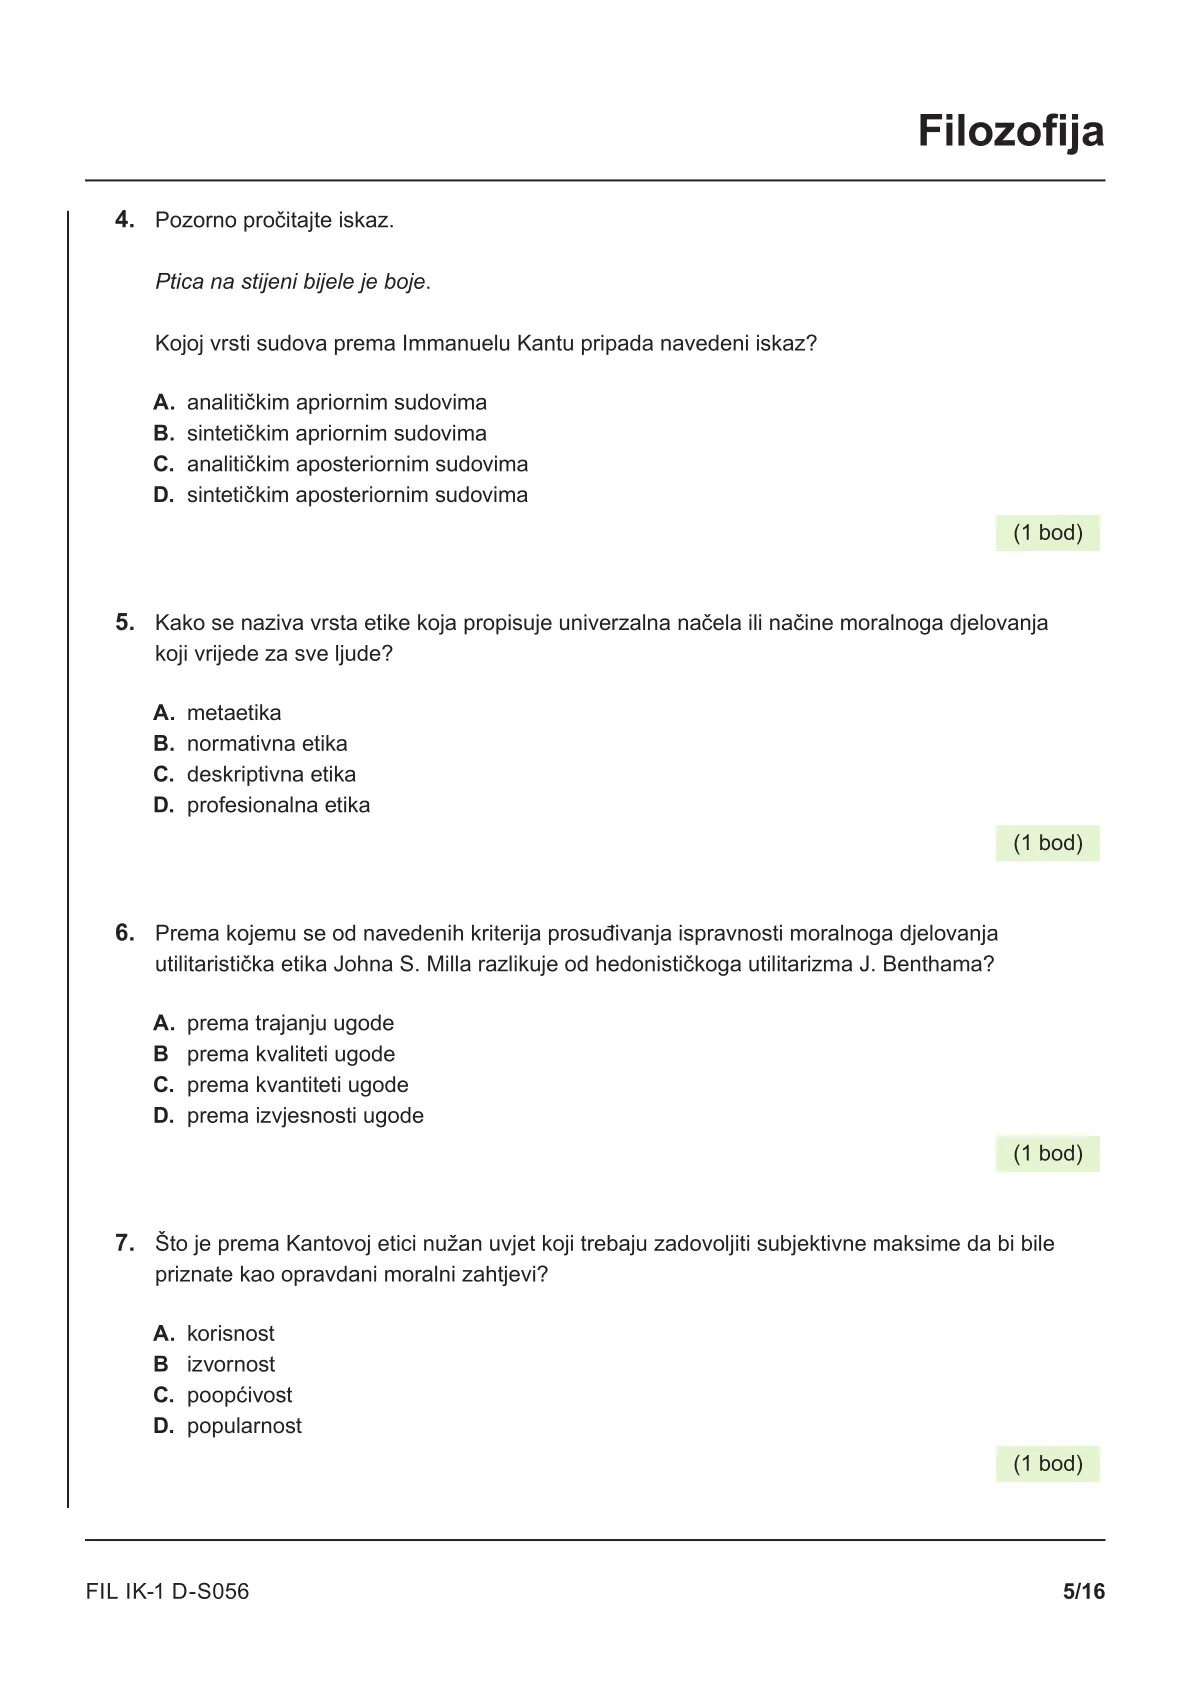 Filozofija
4. Pozorno pročitajte iskaz.
Ptica na stijeni bijele je boje.
Kojoj vrsti sudova prema Immanuelu Kantu pripada navedeni iskaz?
A. analitičkim apriornim sudovima
B. sintetičkim apriornim sudovima
C. analitičkim aposteriornim sudovima
D. sintetičkim aposteriornim sudovima
(1 bod)
5. Kako se naziva vrsta etike koja propisuje univerzalna načela ili načine moralnoga djelovanja
koji vrijede za sve ljude?
A. metaetika
B. normativna etika
C. deskriptivna etika
D. profesionalna etika
(1 bod)
6. Prema kojemu se od navedenih kriterija prosuđivanja ispravnosti moralnoga djelovanja
utilitaristička etika Johna S. Milla razlikuje od hedonističkoga utilitarizma J. Benthama?
A. prema trajanju ugode
B prema kvaliteti ugode
C. prema kvantiteti ugode
D. prema izvjesnosti ugode
(1 bod)
7. Što je prema Kantovoj etici nužan uvjet koji trebaju zadovoljiti subjektivne maksime da bi bile
priznate kao opravdani moralni zahtjevi?
A. korisnost
B izvornost
C. poopćivost
D. popularnost
(1 bod)
FIL IK-1 D-S056
5/16